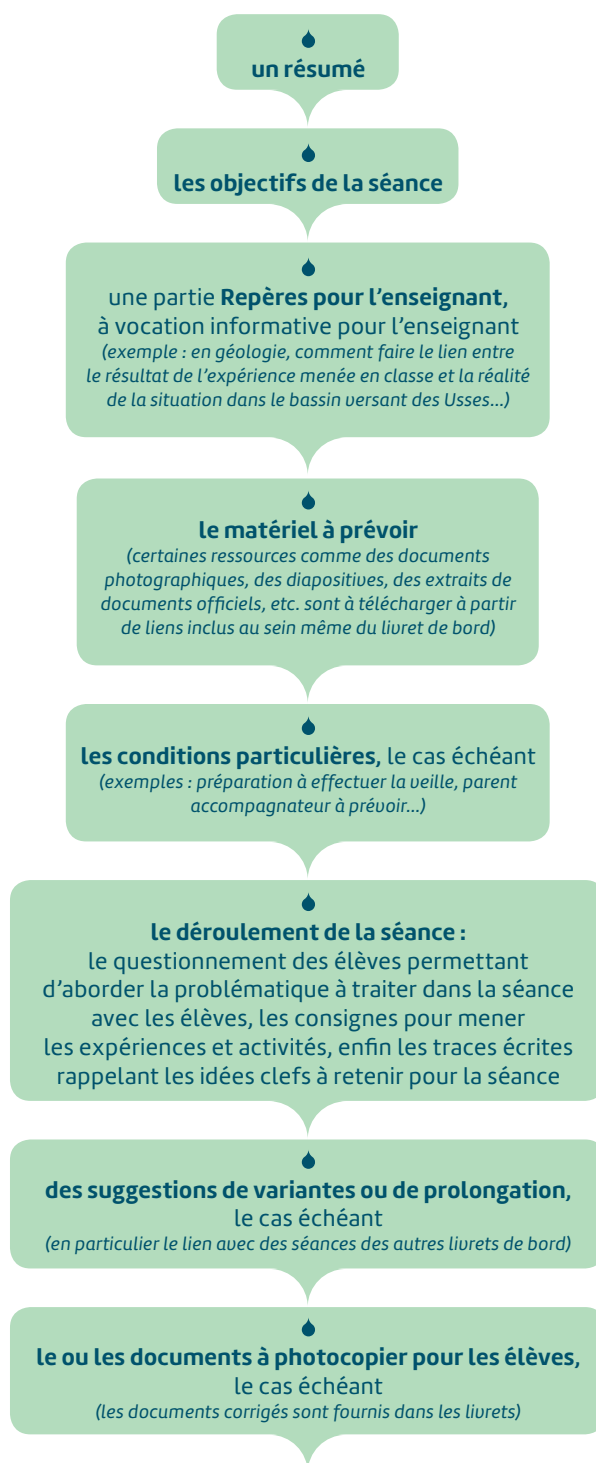 un résumé
les objectifs de la séance
une partie Repères pour l’enseignant,
à vocation informative pour l’enseignant
(exemple : en géologie, comment faire le lien entre
le résultat de l’expérience menée en classe et la réalité
de la situation dans le bassin versant des Usses...)
le matériel à prévoir
(certaines ressources comme des documents
photographiques, des diapositives, des extraits de
documents officiels, etc. sont à télécharger à partir
de liens inclus au sein même du livret de bord)
les conditions particulières, le cas échéant
(exemples : préparation à effectuer la veille, parent
accompagnateur à prévoir...)
le déroulement de la séance :
le questionnement des élèves permettant
d’aborder la problématique à traiter dans la séance
avec les élèves, les consignes pour mener
les expériences et activités, enfin les traces écrites
rappelant les idées clefs à retenir pour la séance
des suggestions de variantes ou de prolongation,
le cas échéant
(en particulier le lien avec des séances des autres livrets de bord)
le ou les documents à photocopier pour les élèves,
le cas échéant
(les documents corrigés sont fournis dans les livrets)